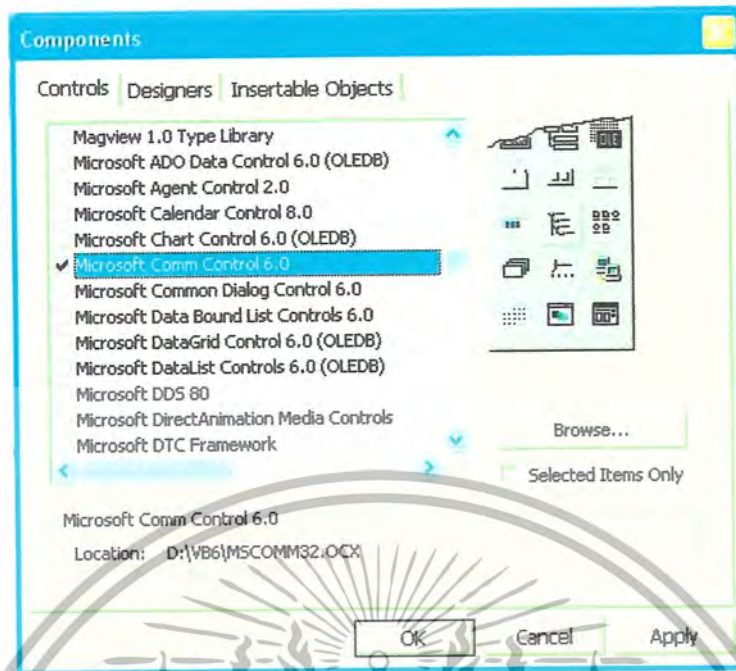 Components
Controls Designers Insertable Objects
Magview 1.0 Type Library
Microsoft ADO Data Control 6.0 (OLEDB)
Microsoft Agent Control 2.0
Microsoft Calendar Control 8.0
Microsoft Chart Control 6.0 (OLEDB)
Microsoft Comm Control 6.0
Microsoft Common Dialog Control 6.0
Microsoft Data Bound List Controls 6.0
Microsoft DataGrid Control 6.0 (OLEDB)
Microsoft DataList Controls 6.0 (OLEDB)
Microsoft DDS 80
Microsoft DirectAnimation Media Controls
Microsoft DTC Framework
Browse...
Selected Items Only
Microsoft Comm Control 6.0
Location: D:\VB6\MSCOMM32.OCX
OK Cancel Apply